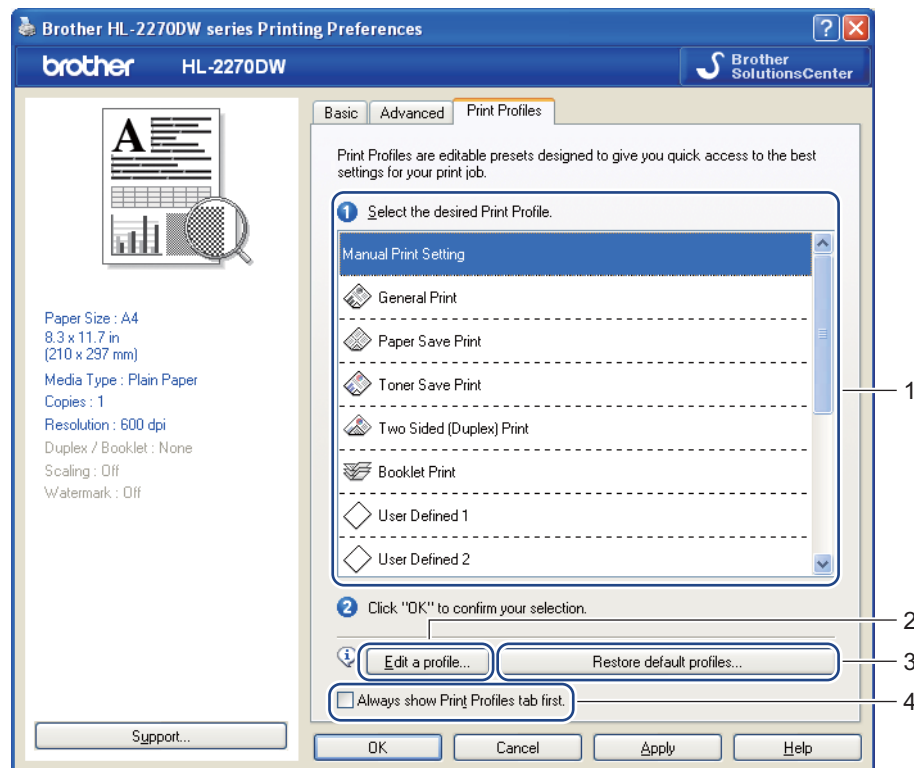 Brother HL-2270DW series Printing Preferences
brother HL-2270DW
Brother
SolutionsCenter
A
Paper Size : A4
8.3 x 11.7 in
(210 x 297 mm)
Media Type : Plain Paper
Copies : 1
Resolution : 600 dpi
Duplex / Booklet : None
Scaling : Off
Watermark : Off
Support...
Basic Advanced Print Profiles
Print Profiles are editable presets designed to give you quick access to the best
settings for your print job.
1 Select the desired Print Profile.
Manual Print Setting
General Print
Paper Save Print
Toner Save Print
Two Sided (Duplex) Print
Booklet Print
User Defined 1
User Defined 2
1
2 Click "OK" to confirm your selection.
2
Edit a profile... Restore default profiles...
3
Always show Print Profiles tab first.
4
OK Cancel Apply Help